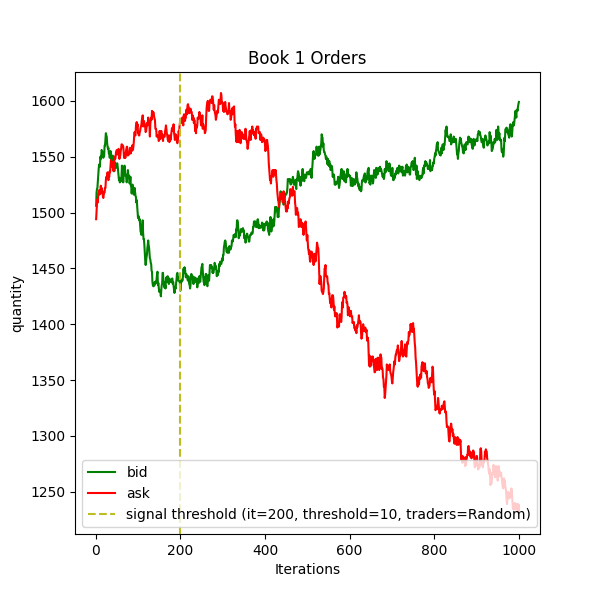 Book 1 Orders
quantity
1600
1550
1500
1450
1400
1350
1300
1250
bid
ask
signal threshold (it=200, threshold=10, traders=Random)
0 200 400 600 800 1000
Iterations